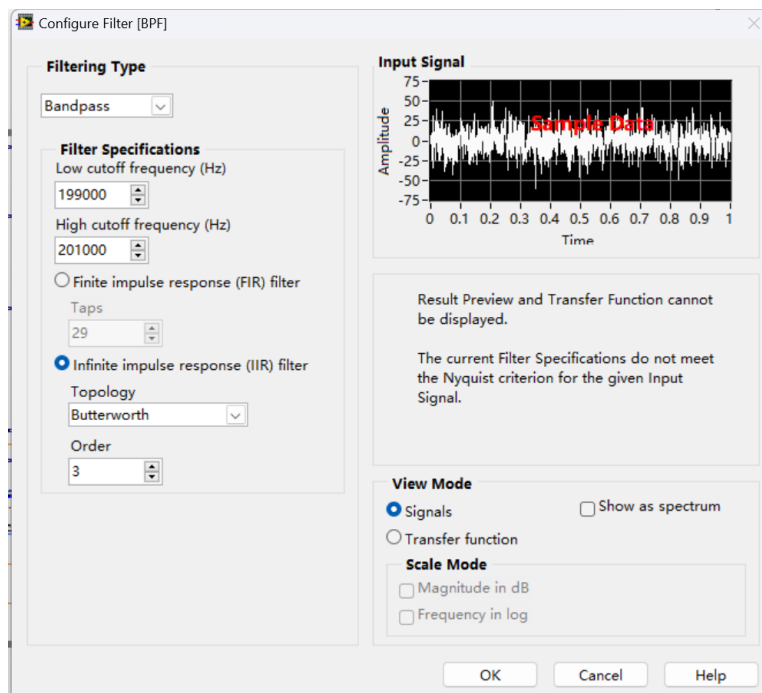 Configure Filter [BPF]
Filtering Type
Bandpass
Filter Specifications
Low cutoff frequency (Hz)
199000
High cutoff frequency (Hz)
201000
Finite impulse response (FIR) filter
Taps
29
Infinite impulse response (IIR) filter
Topology
Butterworth
Order
3
Input Signal
75
50
25
0
-25
-50
-75
Amplitude
Sample Data
0 0.1 0.2 0.3 0.4 0.5 0.6 0.7 0.8 0.9 1
Time
Result Preview and Transfer Function cannot
be displayed.
The current Filter Specifications do not meet
the Nyquist criterion for the given Input
Signal.
View Mode
Signals
Show as spectrum
Transfer function
Scale Mode
Magnitude in dB
Frequency in log
OK
Cancel
Help